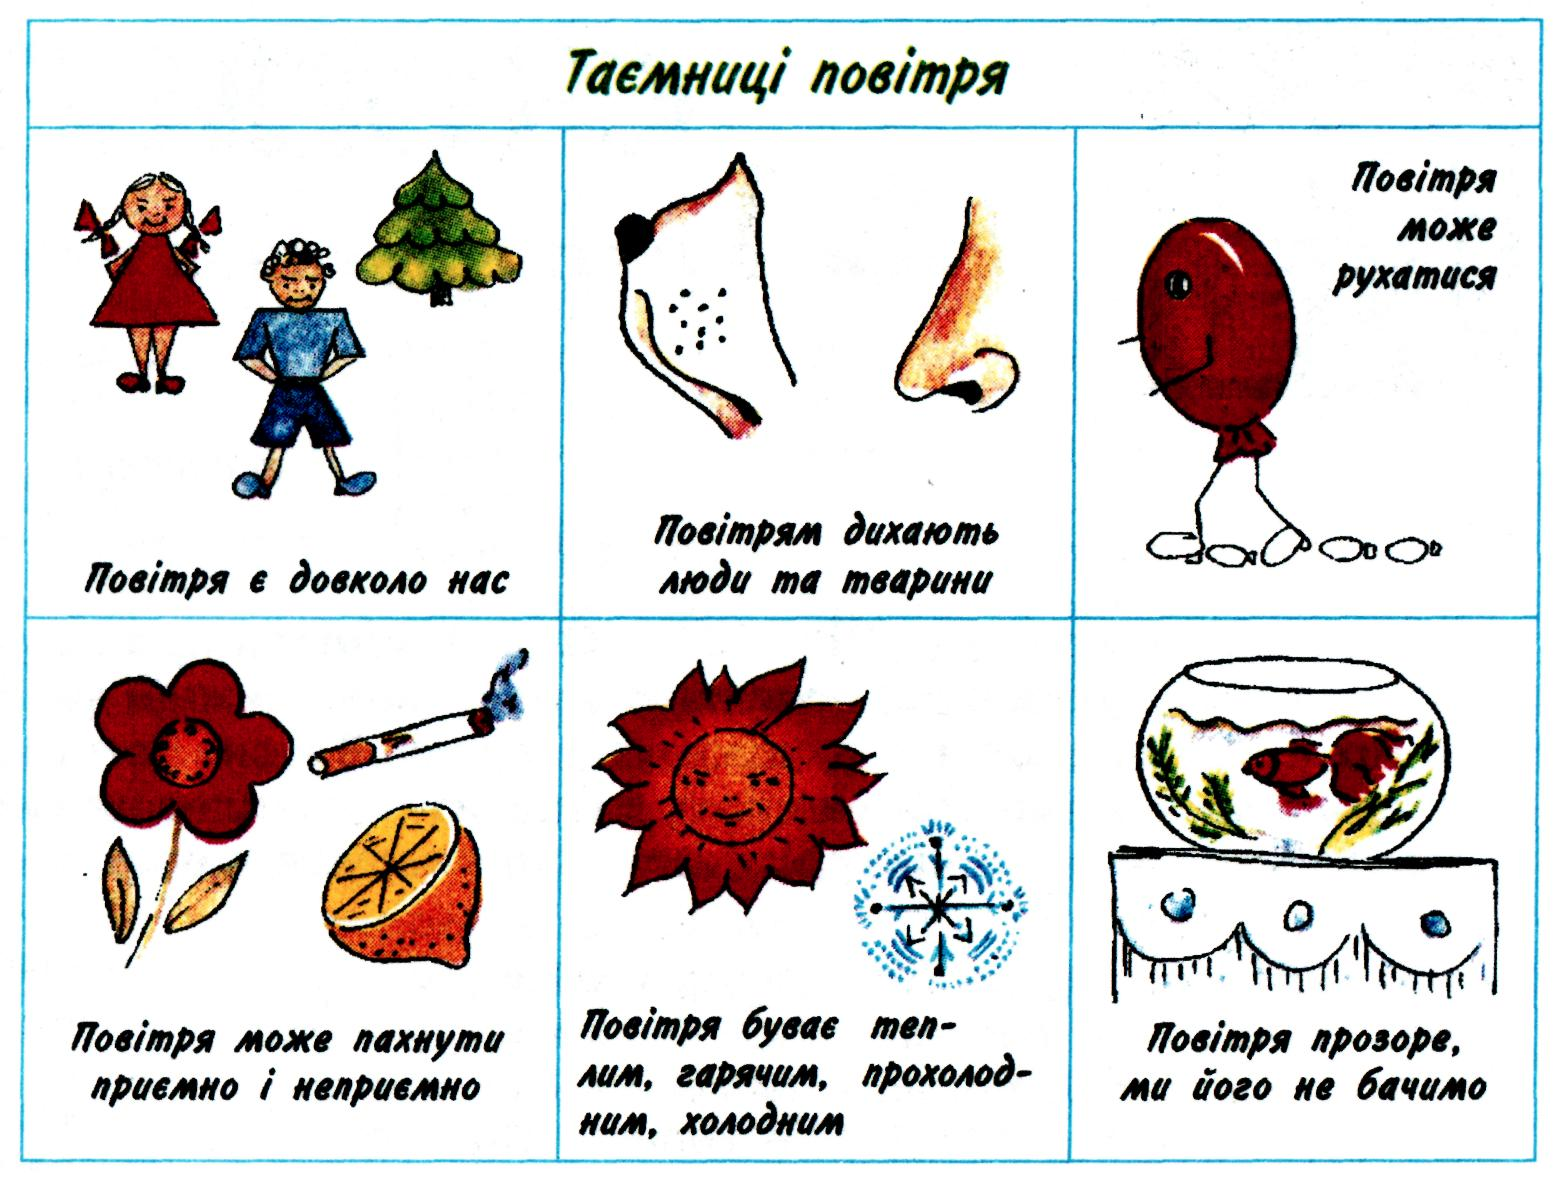 Таємниці повітря
Повітря є довколо нас
Повітрям дихають
люди та тварини
Повітря
може
рухатися
Повітря може пахнути
приємно і неприємно
Повітря буває теп-
лим, гарячим, прохолод-
ним, холодним
Повітря прозоре,
ми його не бачимо